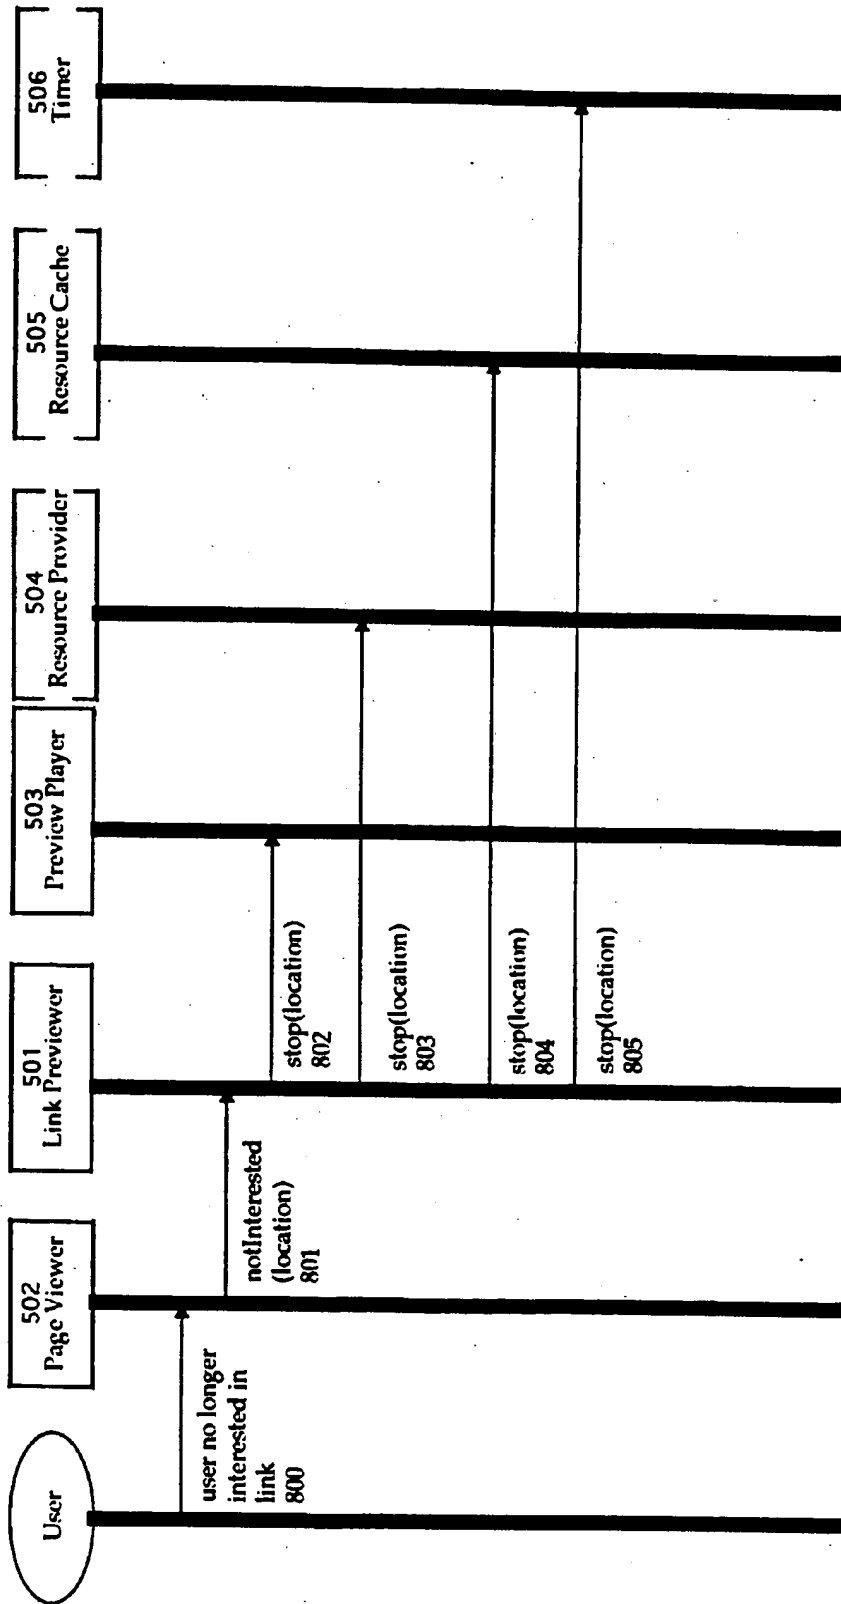 User
502
Page Viewer
501
Link Previewer
503
Preview Player
504
Resource Provider
505
Resource Cache
506
Timer
user no longer
interested in
link
800
notInterested
(location)
801
stop(location)
802
stop(location)
803
stop(location)
804
stop(location)
805